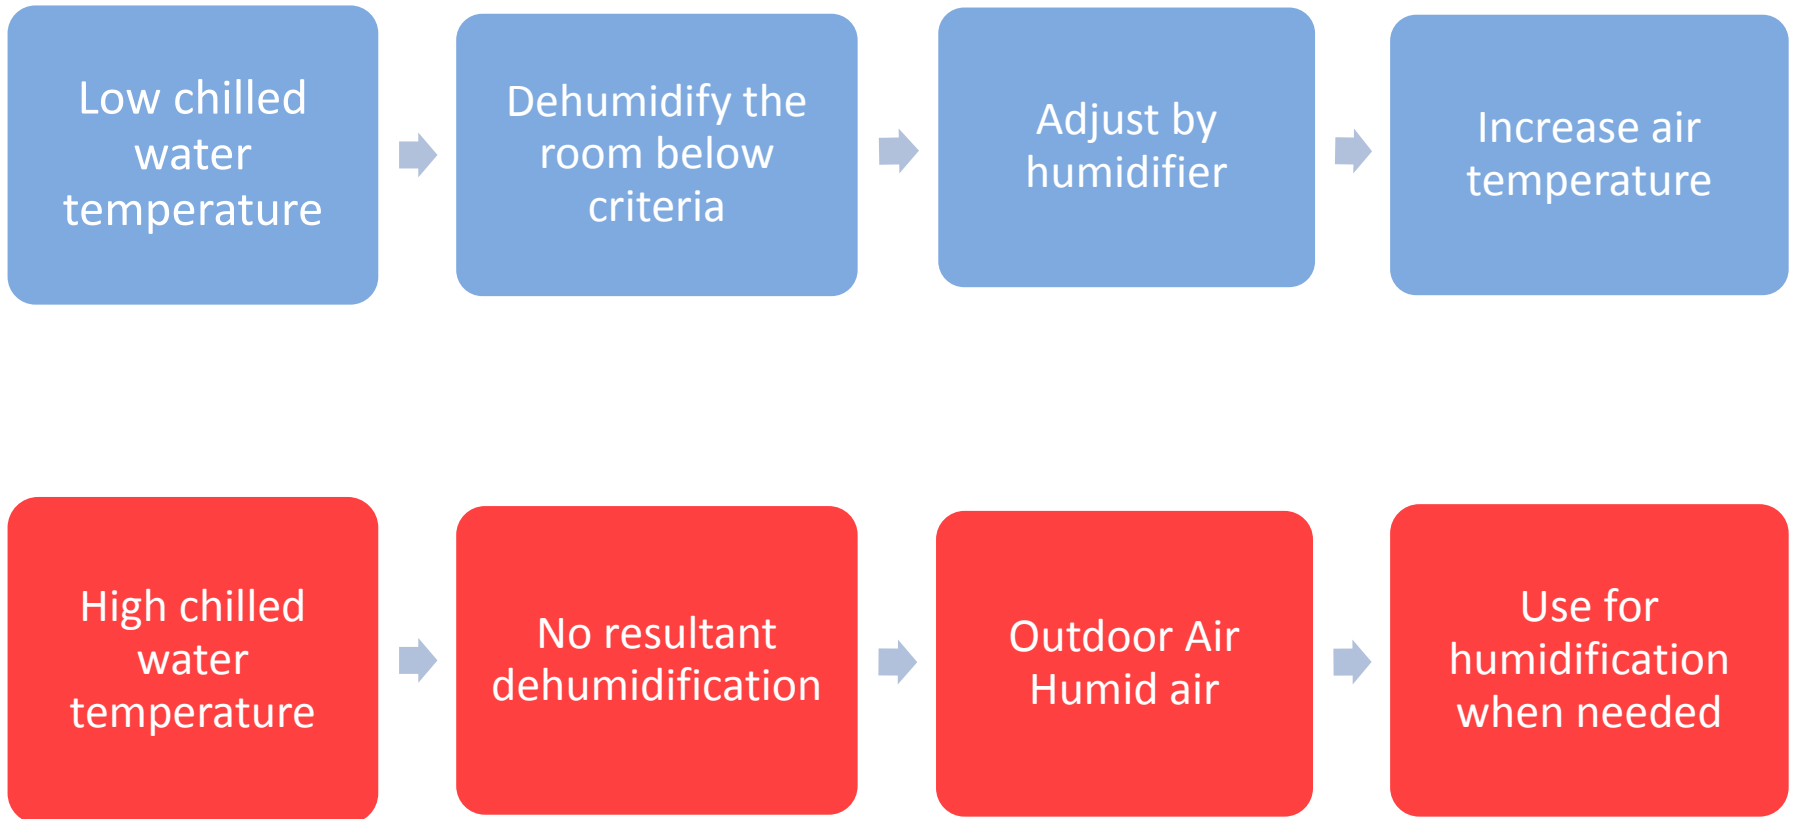 Low chilled
water
temperature
Dehumidify the
room below
criteria
Adjust by
humidifier
Increase air
temperature
High chilled
water
temperature
No resultant
dehumidification
Outdoor Air
Humid air
Use for
humidification
when needed